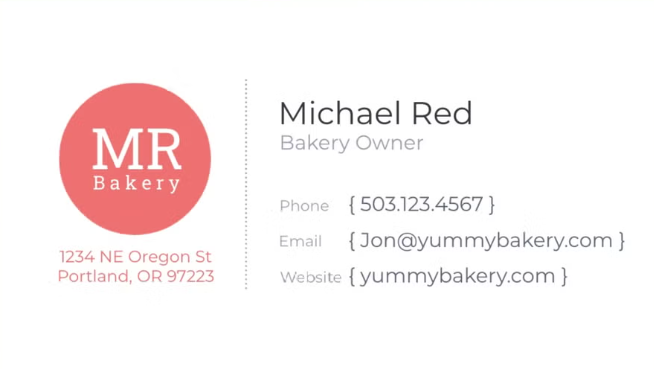 MR
Bakery
1234 NE Oregon St
Portland, OR 97223
Michael Red
Bakery Owner
Phone { 503.123.4567 }
Email { Jon@yummybakery.com }
Website { yummybakery.com }